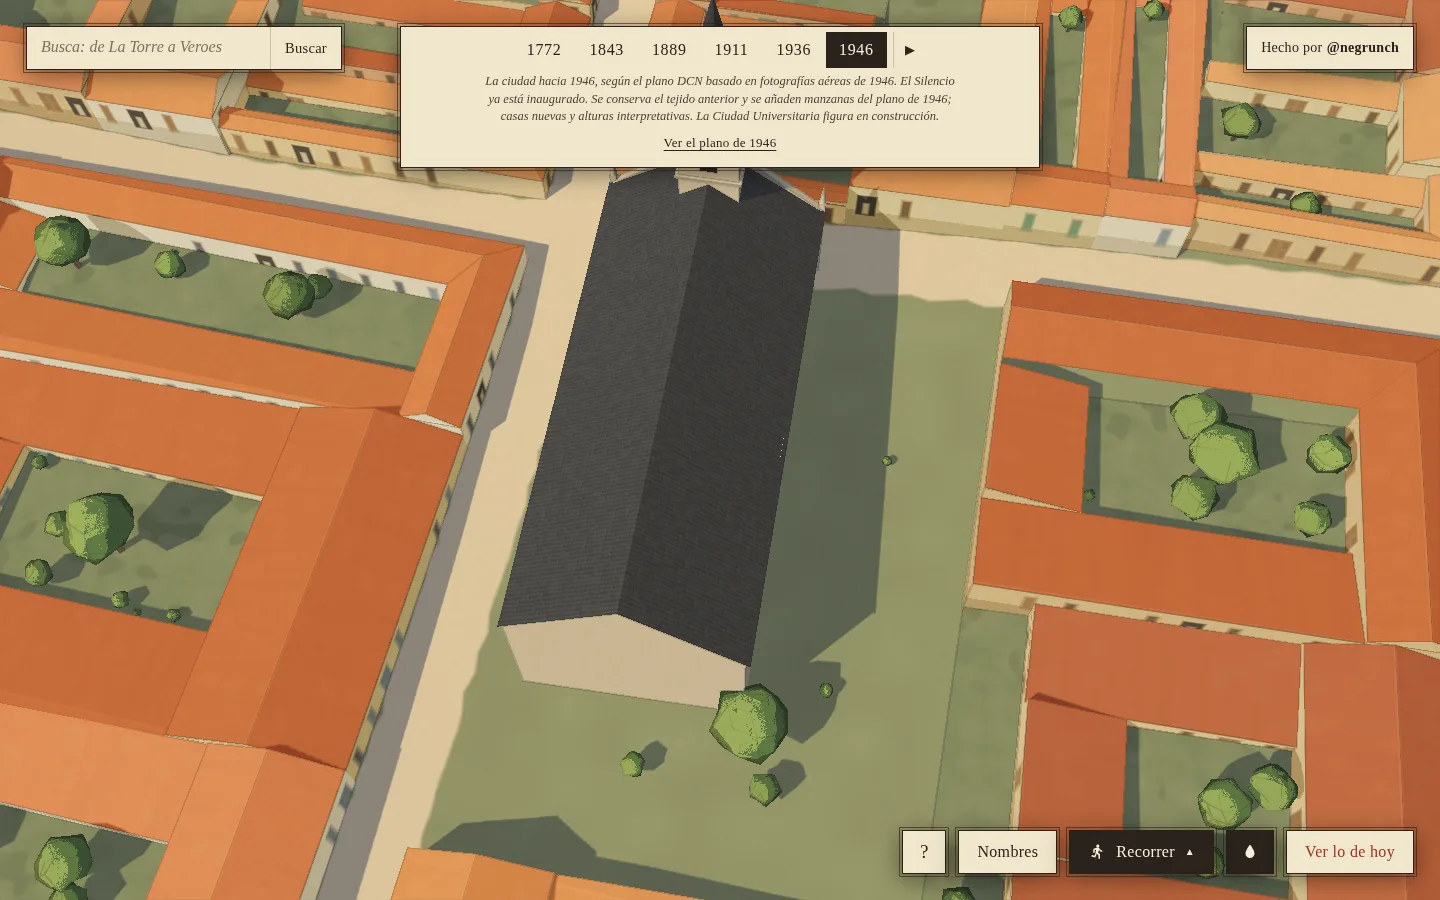 Busca: de La Torre a Veroes
Buscar
1772 1843 1889 1911 1936 1946 ▶
La ciudad hacia 1946, según el plano DCN basado en fotografías aéreas de 1946. El Silencio
ya está inaugurado. Se conserva el tejido anterior y se añaden manzanas del plano de 1946;
casas nuevas y alturas interpretativas. La Ciudad Universitaria figura en construcción.
Ver el plano de 1946
Hecho por @negrunch
?
Nombres
Recorrer ▲
Ver lo de hoy